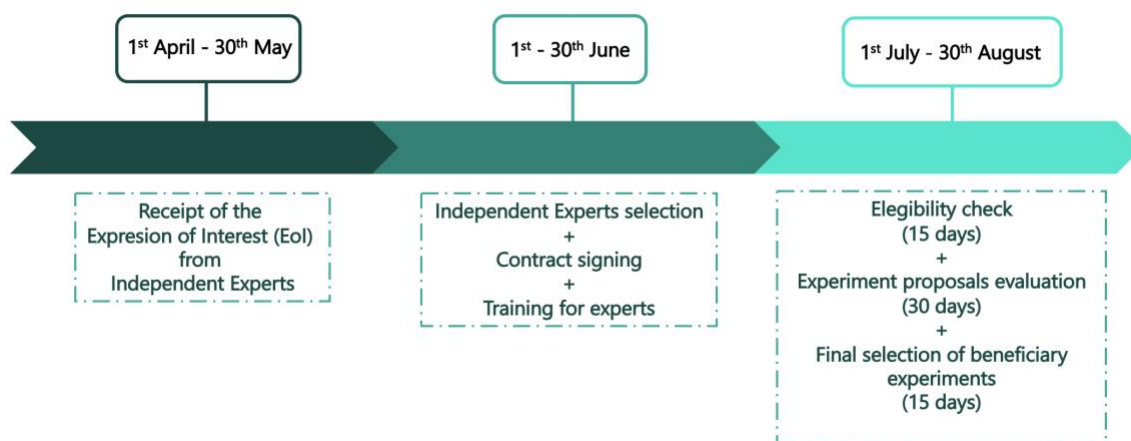 1st April - 30th May
1st - 30th June
1st July - 30th August
Receipt of the
Expresion of Interest (EoI)
from
Independent Experts
Independent Experts selection
+
Contract signing
+
Training for experts
Elegibility check
(15 days)
+
Experiment proposals evaluation
(30 days)
+
Final selection of beneficiary
experiments
(15 days)